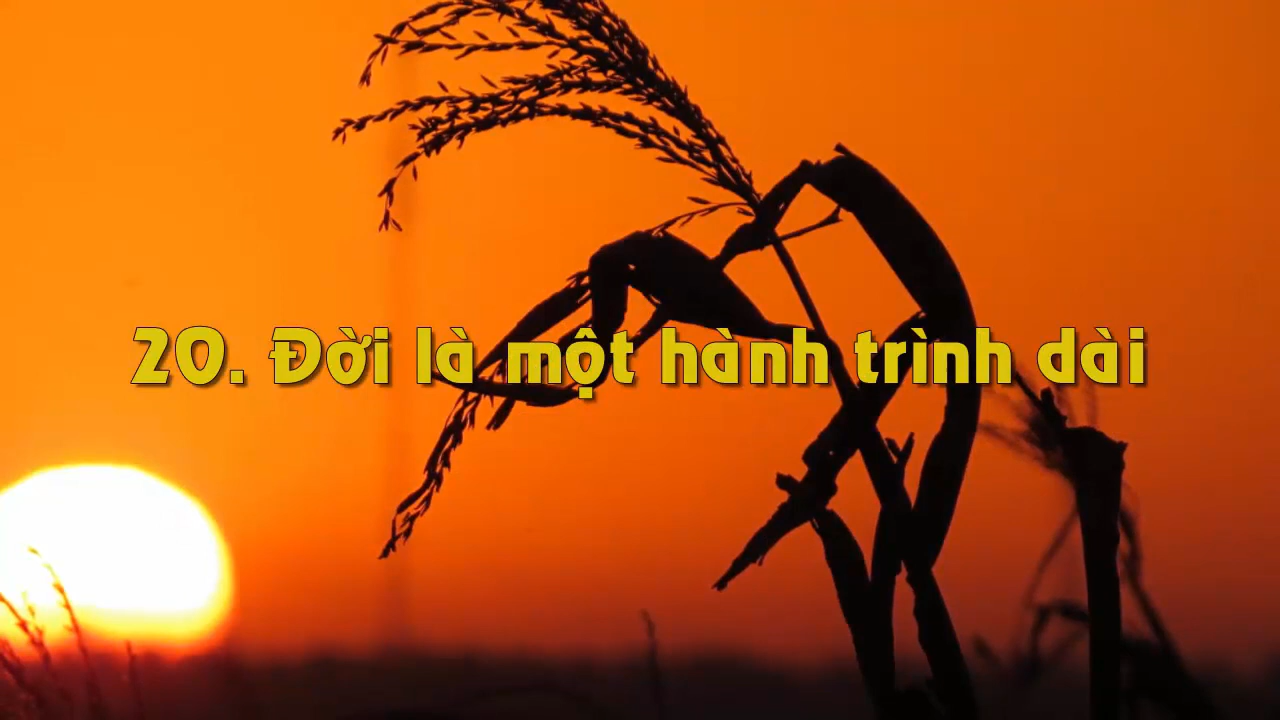 20. Đời là một hành trình dài